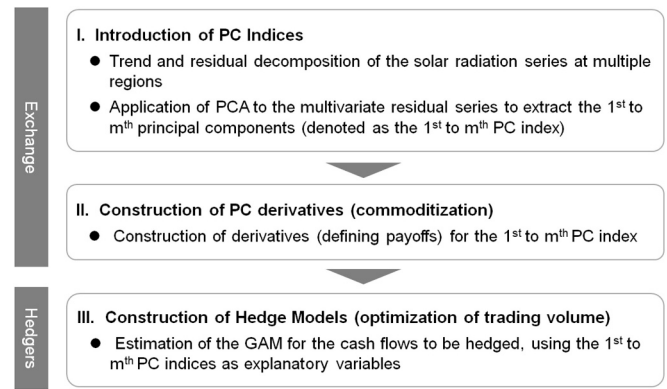 Exchange
I. Introduction of PC Indices
● Trend and residual decomposition of the solar radiation series at multiple
regions
● Application of PCA to the multivariate residual series to extract the 1st to
mth principal components (denoted as the 1st to mth PC index)
II. Construction of PC derivatives (commoditization)
● Construction of derivatives (defining payoffs) for the 1st to mth PC index
Hedgers
III. Construction of Hedge Models (optimization of trading volume)
● Estimation of the GAM for the cash flows to be hedged, using the 1st to
mth PC indices as explanatory variables